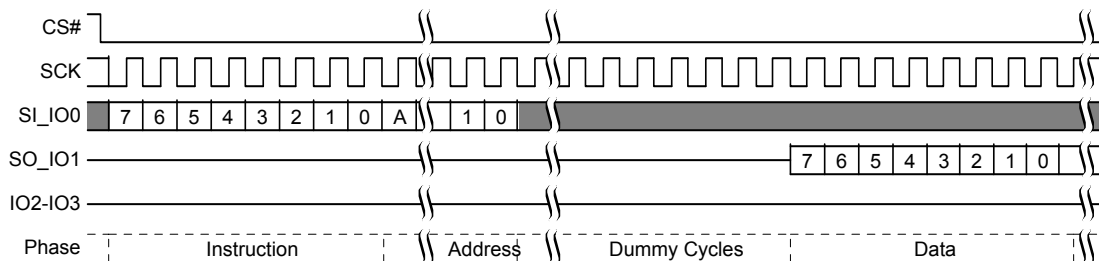 CS#
SCK
SI_IO0 7 6 5 4 3 2 1 0 A 1 0
SO_IO1 7 6 5 4 3 2 1 0
IO2-IO3
Phase Instruction Address Dummy Cycles Data